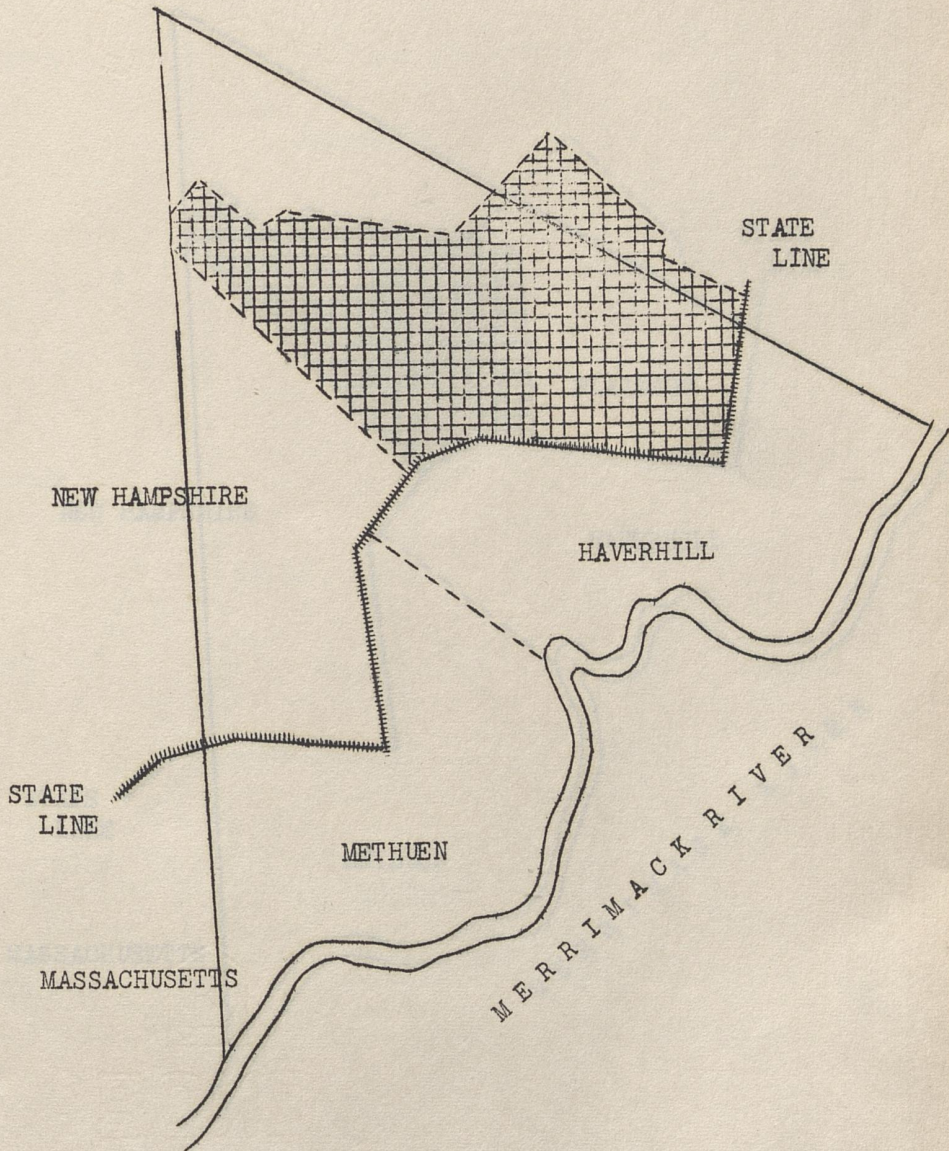 STATE
LINE
NEW HAMPSHIRE
HAVERHILL
STATE
LINE
METHUEN
MERRIMACK RIVER
MASSACHUSETTS